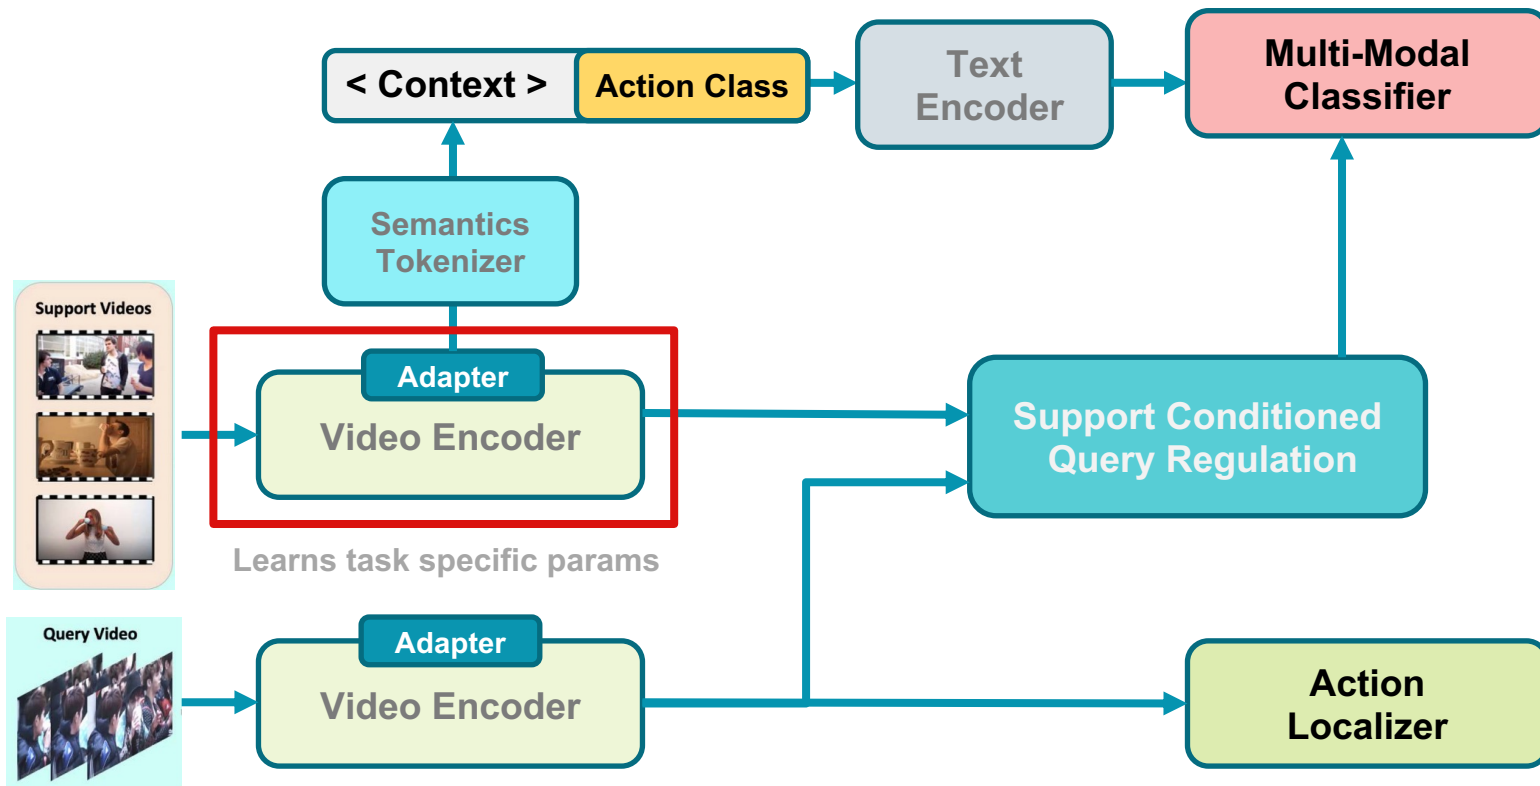 < Context >
Action Class
Text
Encoder
Multi-Modal
Classifier
Semantics
Tokenizer
Support Videos
Adapter
Video Encoder
Support Conditioned
Query Regulation
Learns task specific params
Query Video
Adapter
Video Encoder
Action
Localizer